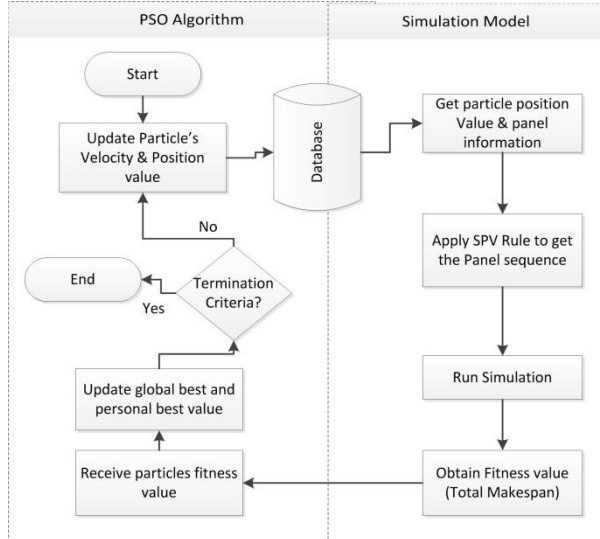 PSO Algorithm
Simulation Model
Start
Update Particle's
Velocity & Position
value
Database
Get particle position
Value & panel
information
No
Apply SPV Rule to get
the Panel sequence
End
Termination
Criteria?
Yes
Update global best and
personal best value
Run Simulation
Receive particles fitness
value
Obtain Fitness value
(Total Makespan)